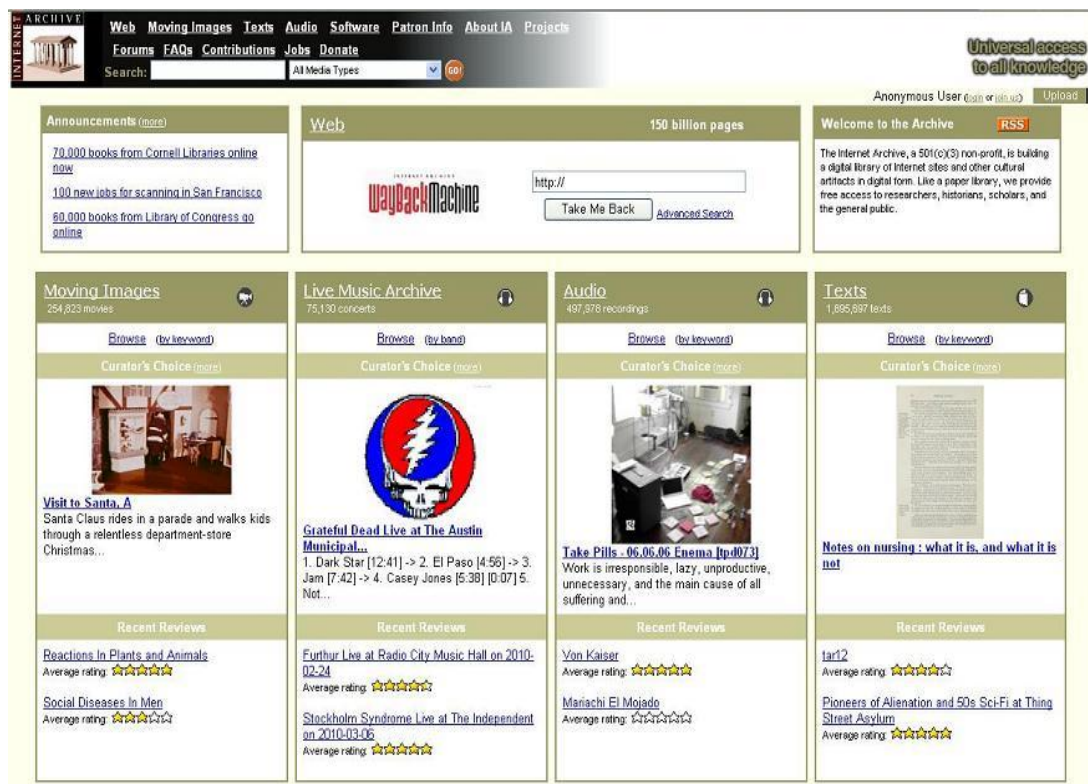 INTERNET ARCHIVE
Web Moving Images Texts Audio Software Patron Info About IA Projects
Forums FAQs Contributions Jobs Donate
Search: All Media Types GO!
Universal access
to all knowledge
Anonymous User (login or join us) Upload
Announcements (more)
70,000 books from Cornell Libraries online
now
100 new jobs for scanning in San Francisco
60,000 books from Library of Congress go
online
Web 150 billion pages
INTERNET ARCHIVE
WayBackMachine
http://
Take Me Back Advanced Search
Welcome to the Archive RSS
The Internet Archive, a 501(c)(3) non-profit, is building
a digital library of Internet sites and other cultural
artifacts in digital form. Like a paper library, we provide
free access to researchers, historians, scholars, and
the general public.
Moving Images
254,823 movies
Browse (by keyword)
Curator's Choice (more)
Visit to Santa, A
Santa Claus rides in a parade and walks kids
through a relentless department-store
Christmas...
Recent Reviews
Reactions In Plants and Animals
Average rating:
Social Diseases In Men
Average rating:
Live Music Archive
75,130 concerts
Browse (by band)
Curator's Choice (more)
Grateful Dead Live at The Austin
Municipal...
1. Dark Star [12:41] -> 2. El Paso [4:56] -> 3.
Jam [7:42] -> 4. Casey Jones [5:38] [0:07] 5.
Not...
Recent Reviews
Furthur Live at Radio City Music Hall on 2010-
02-24
Average rating:
Stockholm Syndrome Live at The Independent
on 2010-03-06
Average rating:
Audio
497,978 recordings
Browse (by keyword)
Curator's Choice (more)
Take Pills - 06.06.06 Enema [tpd073]
Work is irresponsible, lazy, unproductive,
unnecessary, and the main cause of all
suffering and...
Recent Reviews
Von Kaiser
Average rating:
Mariachi El Mojado
Average rating:
Texts
1,895,697 texts
Browse (by keyword)
Curator's Choice (more)
Notes on nursing : what it is, and what it is
not
Recent Reviews
tar12
Average rating:
Pioneers of Alienation and 50s Sci-Fi at Thing
Street Asylum
Average rating: